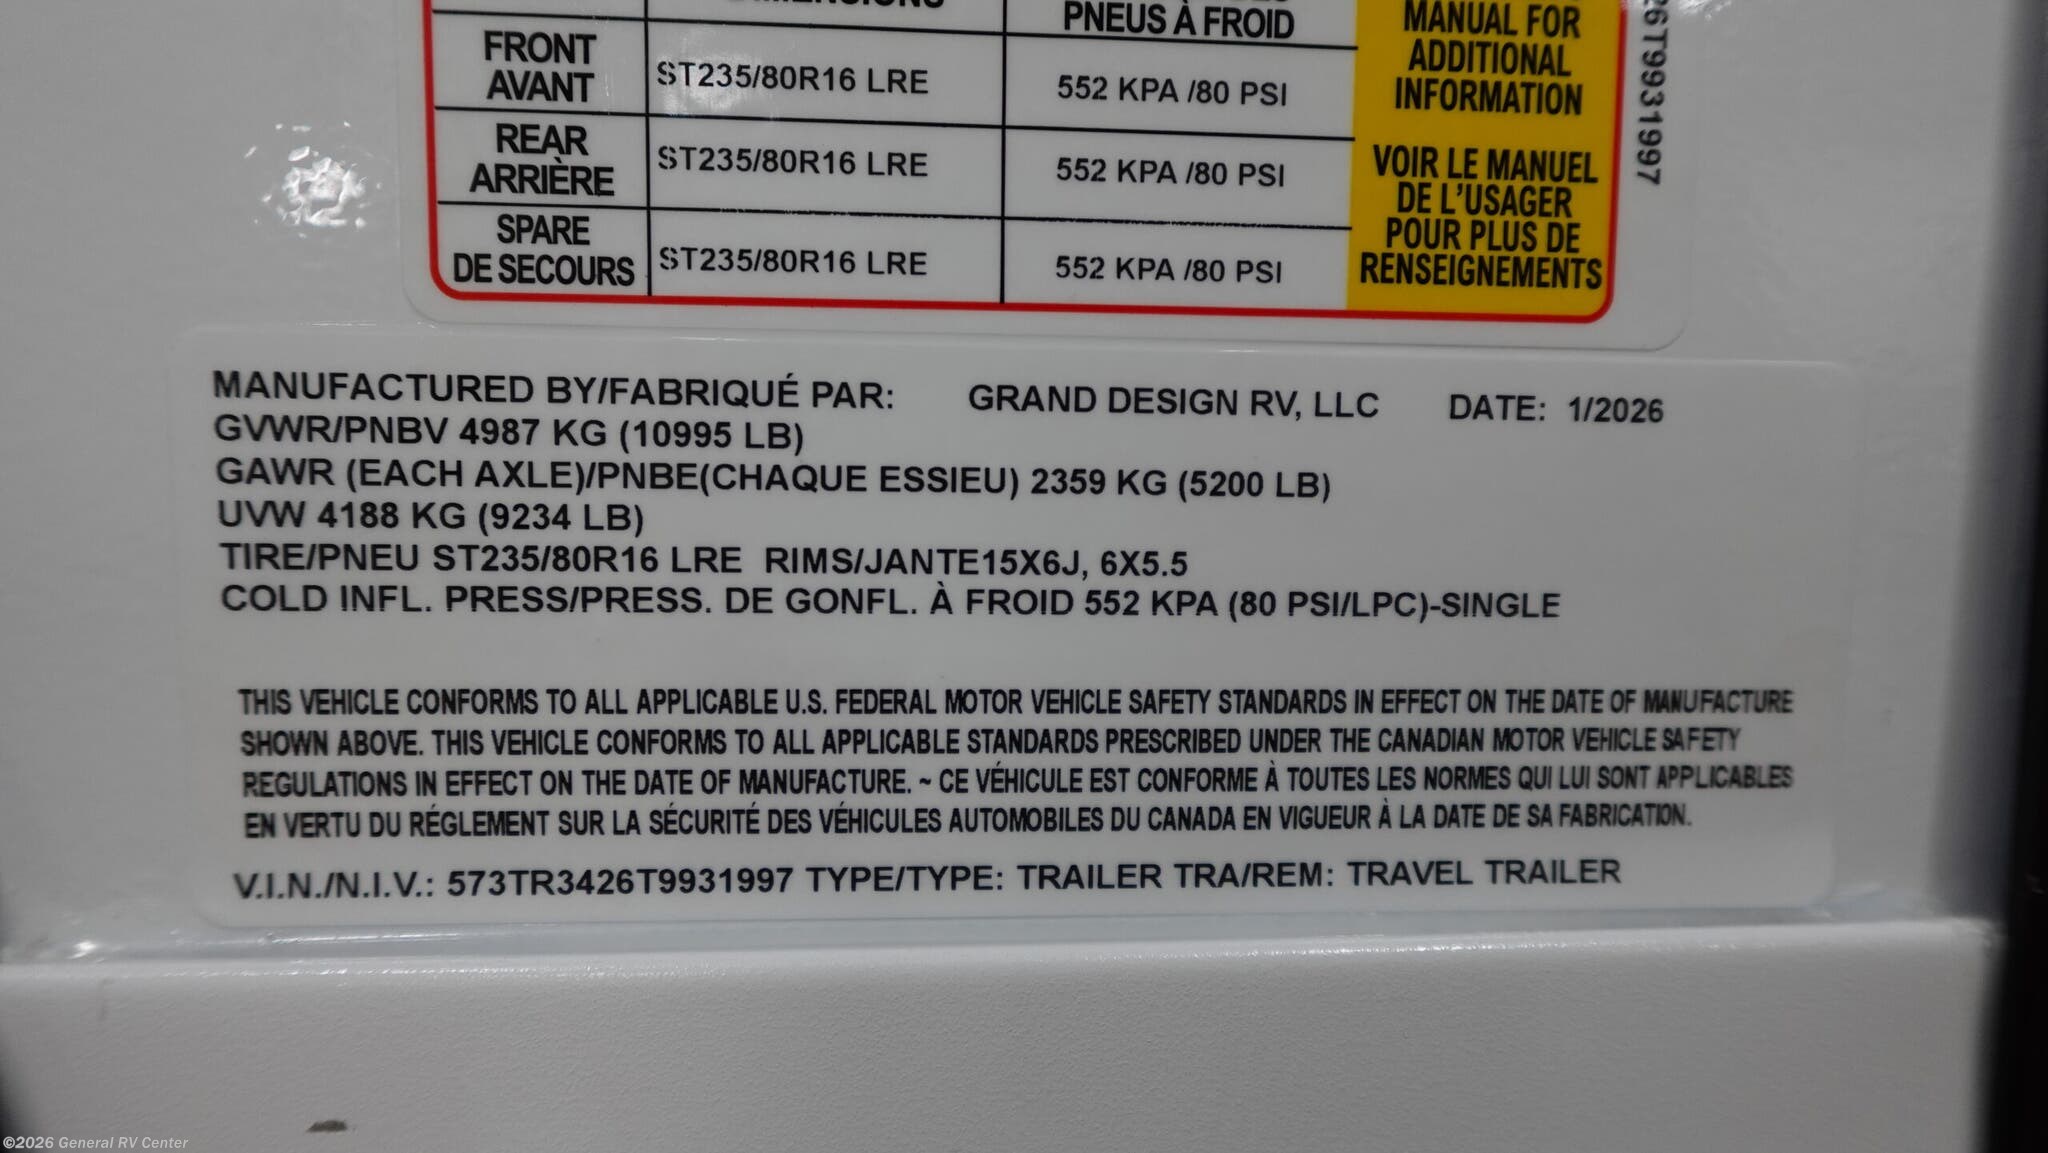 PNEUS À FROID
MANUAL FOR
ADDITIONAL
INFORMATION
FRONT
AVANT
ST235/80R16 LRE
552 KPA /80 PSI
REAR
ARRIÈRE
ST235/80R16 LRE
552 KPA /80 PSI
SPARE
DE SECOURS
ST235/80R16 LRE
552 KPA /80 PSI
VOIR LE MANUEL
DE L'USAGER
POUR PLUS DE
RENSEIGNEMENTS
26T9931997
MANUFACTURED BY/FABRIQUÉ PAR: GRAND DESIGN RV, LLC DATE: 1/2026
GVWR/PNBV 4987 KG (10995 LB)
GAWR (EACH AXLE)/PNBE(CHAQUE ESSIEU) 2359 KG (5200 LB)
UVW 4188 KG (9234 LB)
TIRE/PNEU ST235/80R16 LRE RIMS/JANTE15X6J, 6X5.5
COLD INFL. PRESS/PRESS. DE GONFL. À FROID 552 KPA (80 PSI/LPC)-SINGLE
THIS VEHICLE CONFORMS TO ALL APPLICABLE U.S. FEDERAL MOTOR VEHICLE SAFETY STANDARDS IN EFFECT ON THE DATE OF MANUFACTURE
SHOWN ABOVE. THIS VEHICLE CONFORMS TO ALL APPLICABLE STANDARDS PRESCRIBED UNDER THE CANADIAN MOTOR VEHICLE SAFETY
REGULATIONS IN EFFECT ON THE DATE OF MANUFACTURE. ~ CE VÉHICULE EST CONFORME À TOUTES LES NORMES QUI LUI SONT APPLICABLES
EN VERTU DU RÉGLEMENT SUR LA SÉCURITÉ DES VÉHICULES AUTOMOBILES DU CANADA EN VIGUEUR À LA DATE DE SA FABRICATION.
V.I.N./N.I.V.: 573TR3426T9931997 TYPE/TYPE: TRAILER TRA/REM: TRAVEL TRAILER
©2026 General RV Center